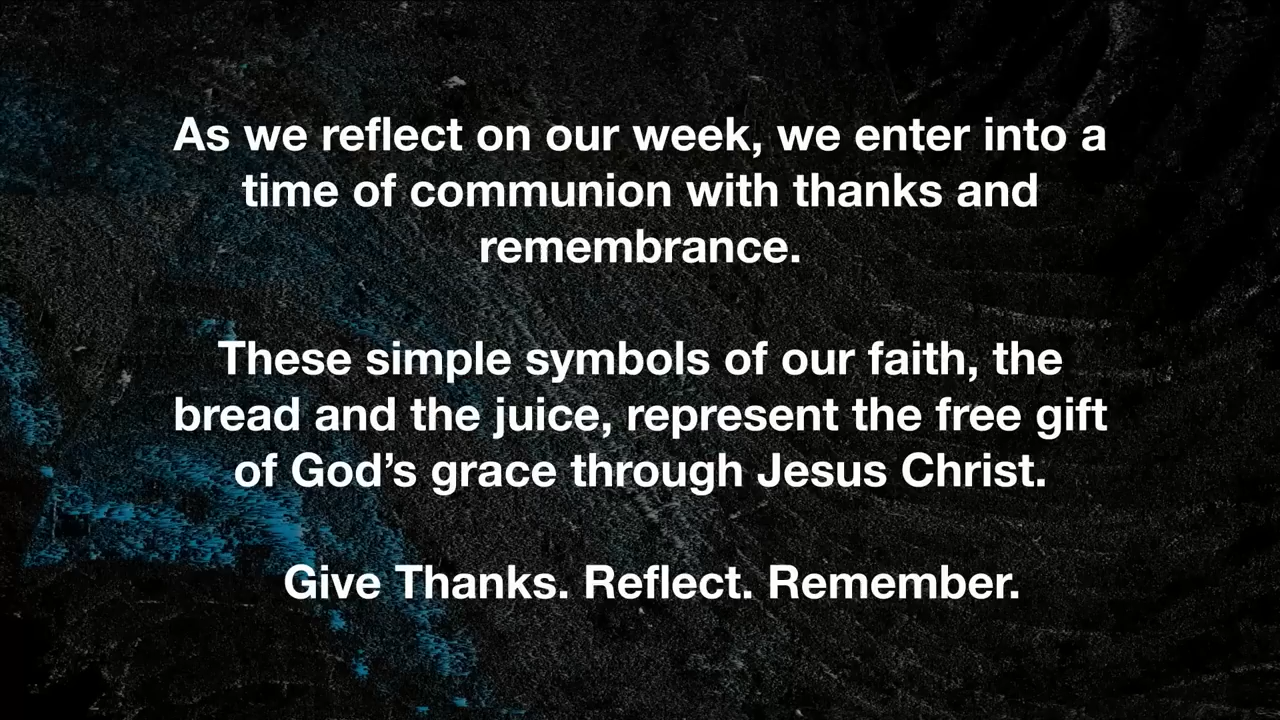 As we reflect on our week, we enter into a
time of communion with thanks and
remembrance.
These simple symbols of our faith, the
bread and the juice, represent the free gift
of God’s grace through Jesus Christ.
Give Thanks. Reflect. Remember.